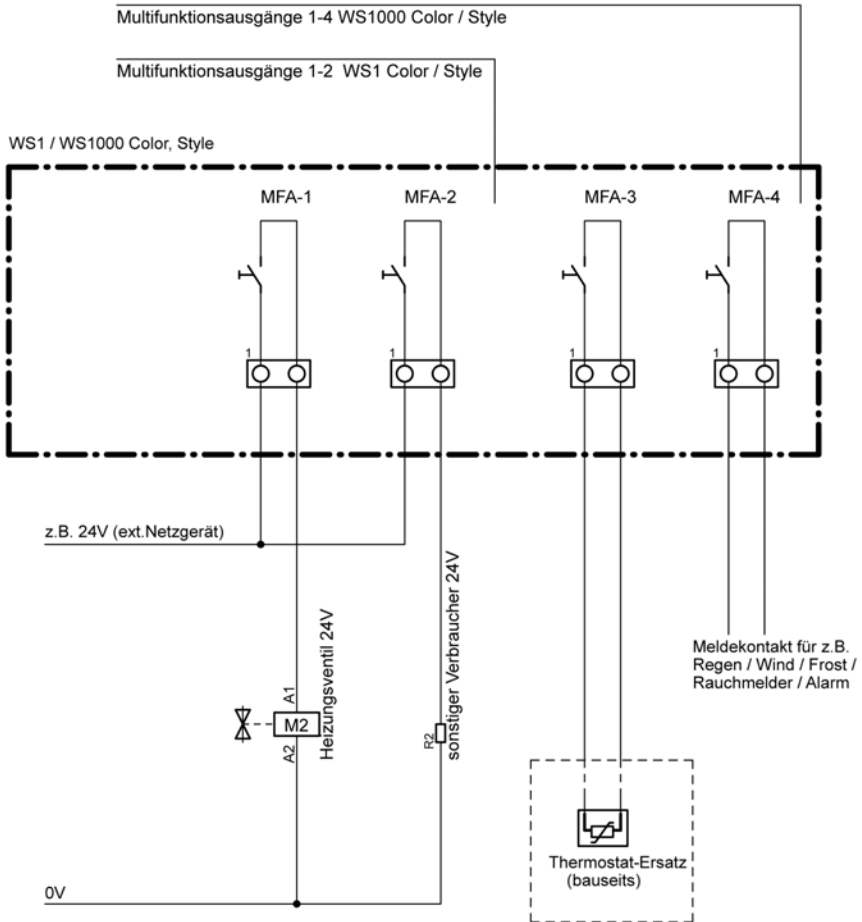 Multifunktionsausgänge 1-4 WS1000 Color / Style
Multifunktionsausgänge 1-2 WS1 Color / Style
WS1 / WS1000 Color, Style
MFA-1
MFA-2
MFA-3
MFA-4
1
1
1
1
z.B. 24V (ext.Netzgerät)
A1
M2
A2
Heizungsventil 24V
R2
sonstiger Verbraucher 24V
Meldekontakt für z.B.
Regen / Wind / Frost /
Rauchmelder / Alarm
Thermostat-Ersatz
(bauseits)
0V